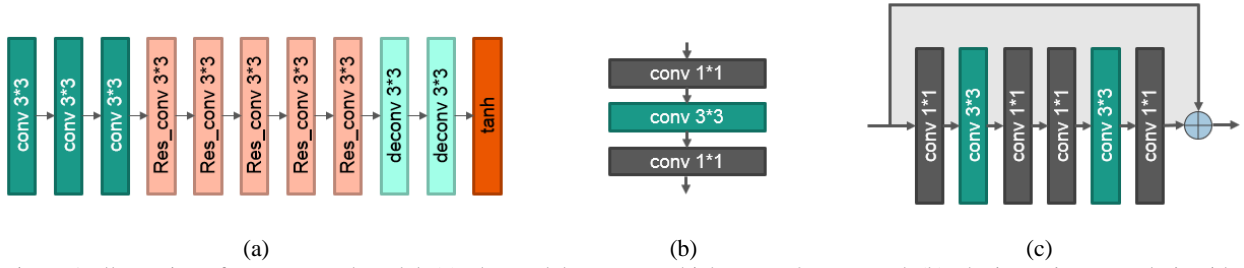 conv 3*3
conv 3*3
conv 3*3
Res_conv 3*3
Res_conv 3*3
Res_conv 3*3
Res_conv 3*3
Res_conv 3*3
deconv 3*3
deconv 3*3
tanh
(a)
conv 1*1
conv 3*3
conv 1*1
(b)
conv 1*1
conv 3*3
conv 1*1
conv 1*1
conv 3*3
conv 1*1
(c)